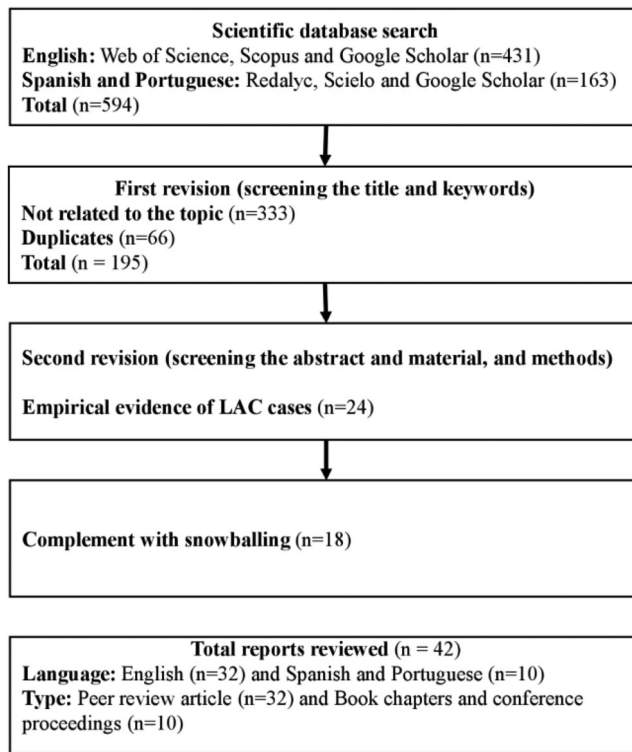 Scientific database search
English: Web of Science, Scopus and Google Scholar (n=431)
Spanish and Portuguese: Redalyc, Scielo and Google Scholar (n=163)
Total (n=594)
First revision (screening the title and keywords)
Not related to the topic (n=333)
Duplicates (n=66)
Total (n = 195)
Second revision (screening the abstract and material, and methods)
Empirical evidence of LAC cases (n=24)
Complement with snowballing (n=18)
Total reports reviewed (n = 42)
Language: English (n=32) and Spanish and Portuguese (n=10)
Type: Peer review article (n=32) and Book chapters and conference
proceedings (n=10)